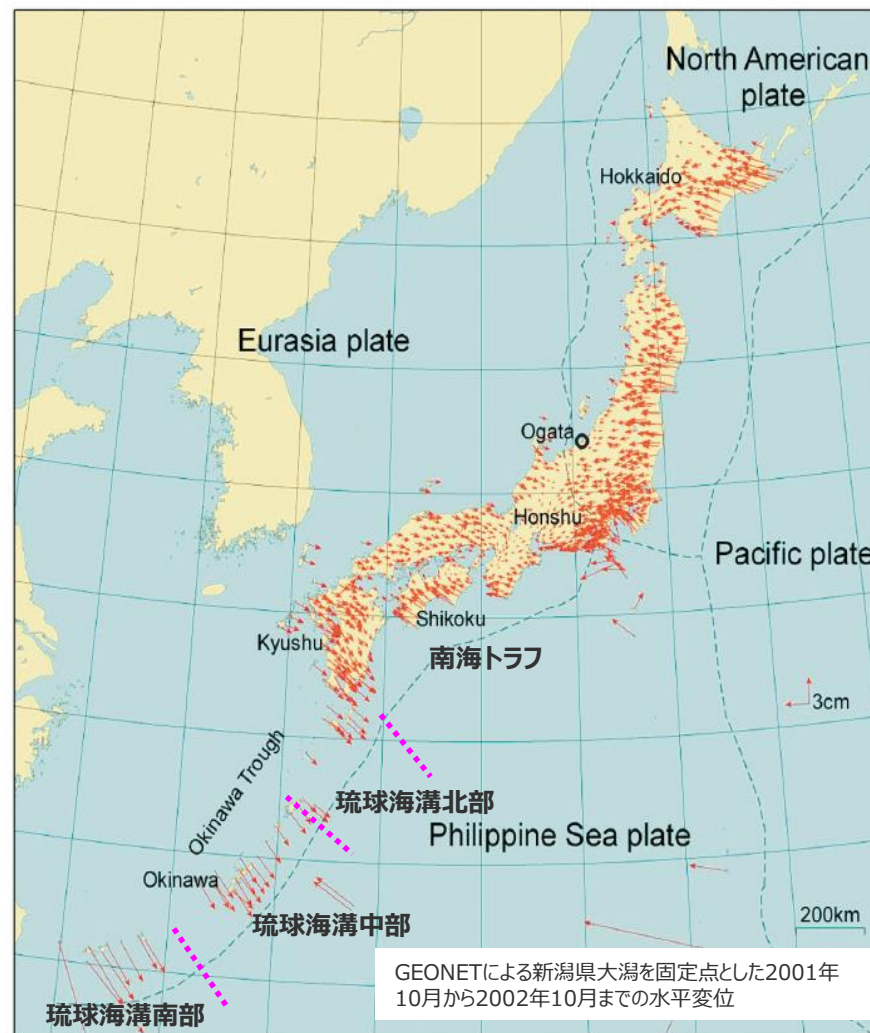 North American
plate
Hokkaido
Eurasia plate
Ogata
Honshu
Pacific plate
Shikoku
Kyushu
南海トラフ
3cm
Okinawa Trough
琉球海溝北部
Philippine Sea plate
Okinawa
琉球海溝中部
200km
GEONETによる新潟県大潟を固定点とした2001年
10月から2002年10月までの水平変位
琉球海溝南部